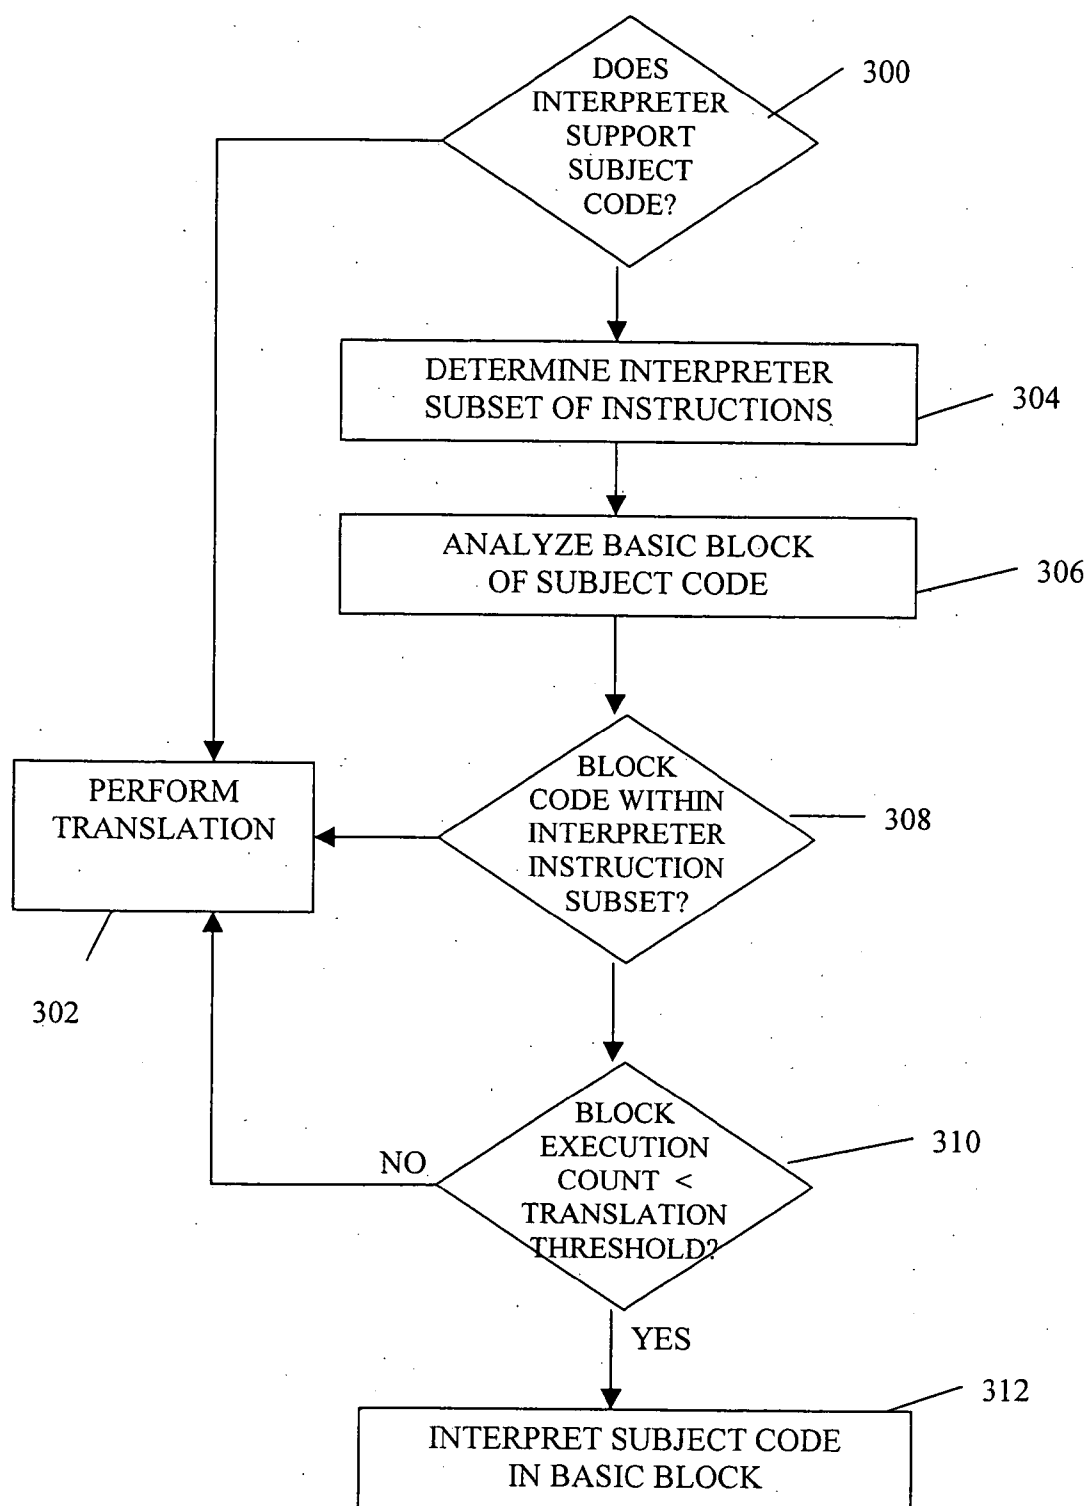 DOES
INTERPRETER
SUPPORT
SUBJECT
CODE?
300
DETERMINE INTERPRETER
SUBSET OF INSTRUCTIONS
304
ANALYZE BASIC BLOCK
OF SUBJECT CODE
306
PERFORM
TRANSLATION
302
BLOCK
CODE WITHIN
INTERPRETER
INSTRUCTION
SUBSET?
308
BLOCK
EXECUTION
COUNT <
TRANSLATION
THRESHOLD?
310
NO
YES
312
INTERPRET SUBJECT CODE
IN BASIC BLOCK